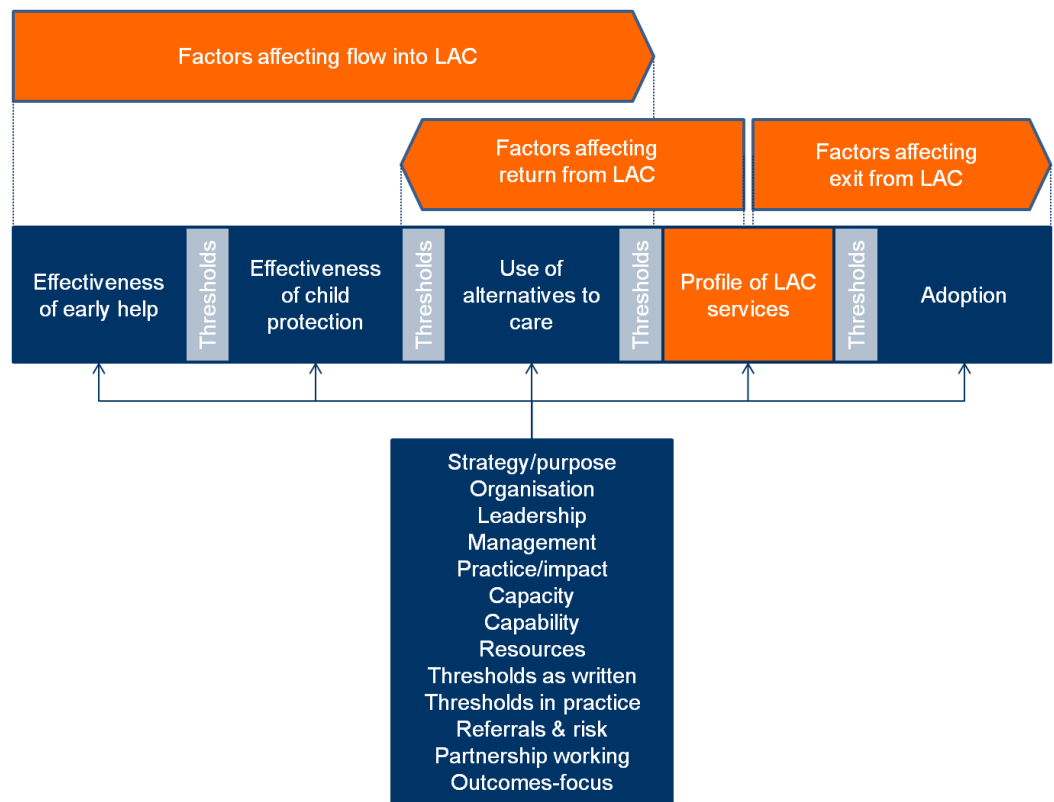 Factors affecting flow into LAC
Factors affecting
return from LAC
Factors affecting
exit from LAC
Effectiveness
of early help
Thresholds
Effectiveness
of child
protection
Thresholds
Use of
alternatives to
care
Thresholds
Profile of LAC
services
Thresholds
Adoption
Strategy/purpose
Organisation
Leadership
Management
Practice/impact
Capacity
Capability
Resources
Thresholds as written
Thresholds in practice
Referrals & risk
Partnership working
Outcomes-focus